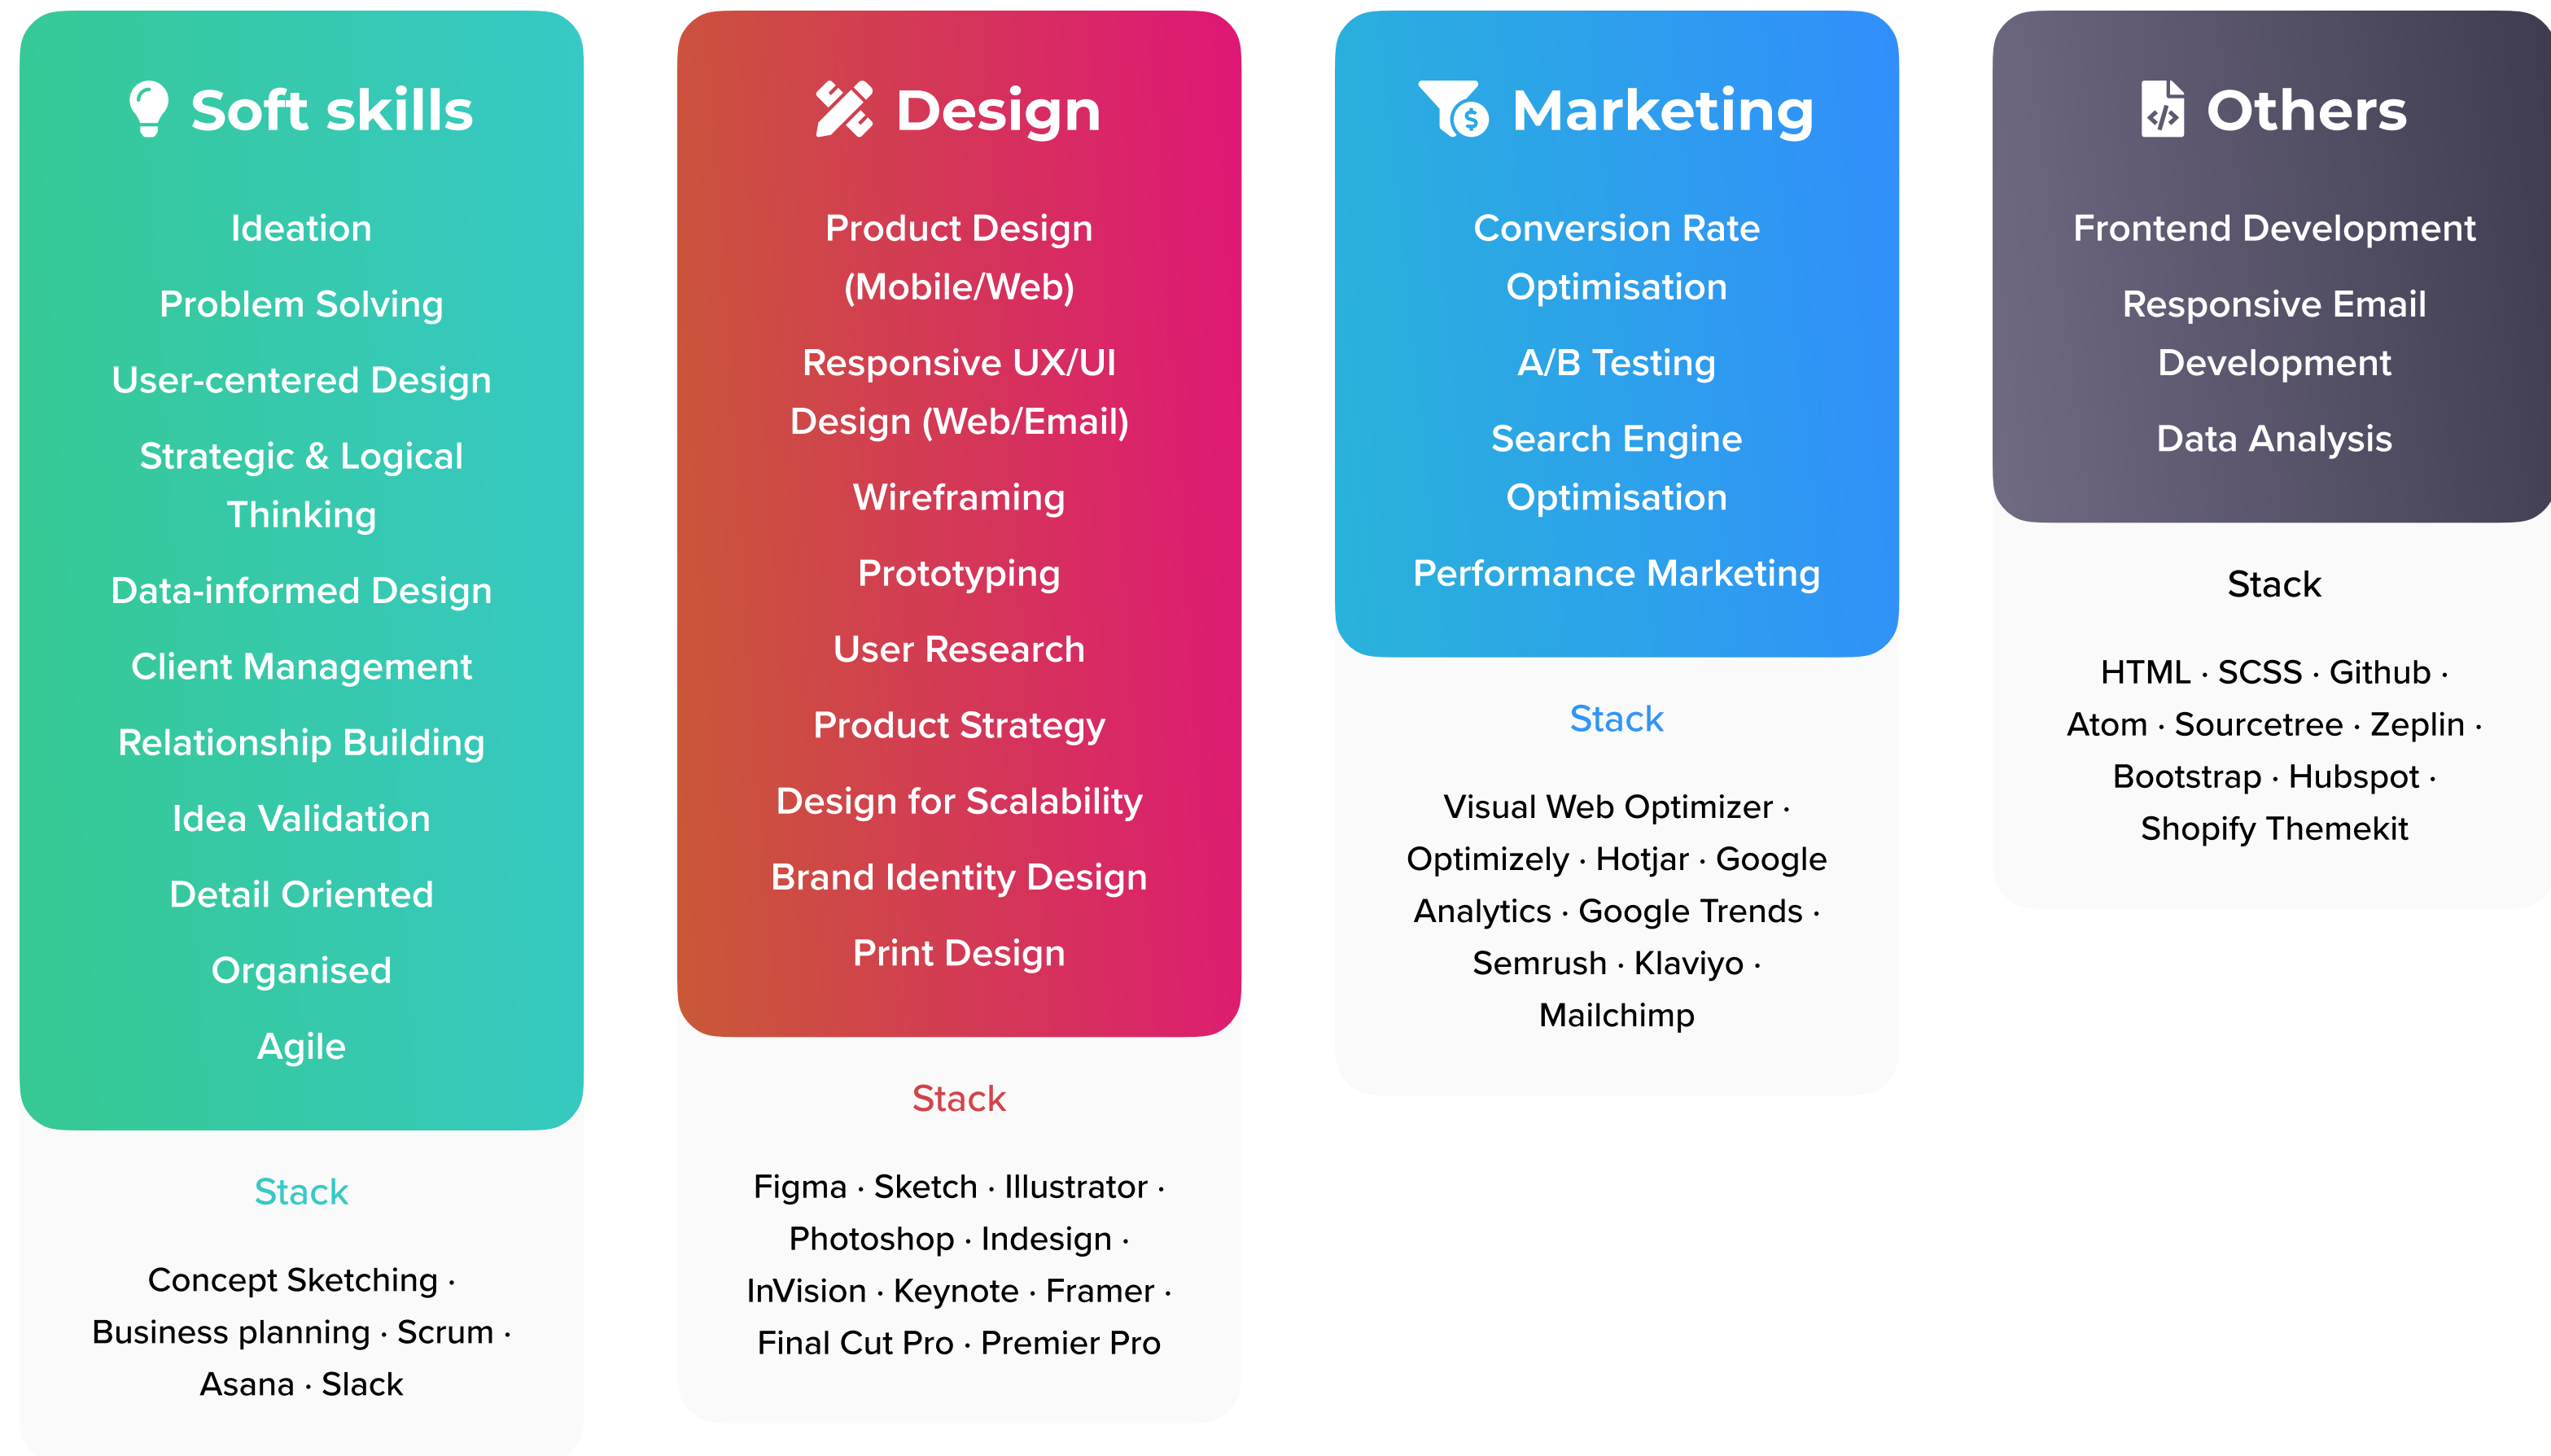 Soft skills
Ideation
Problem Solving
User-centered Design
Strategic & Logical
Thinking
Data-informed Design
Client Management
Relationship Building
Idea Validation
Detail Oriented
Organised
Agile
Stack
Concept Sketching ·
Business planning · Scrum ·
Asana · Slack
Design
Product Design
(Mobile/Web)
Responsive UX/UI
Design (Web/Email)
Wireframing
Prototyping
User Research
Product Strategy
Design for Scalability
Brand Identity Design
Print Design
Stack
Figma · Sketch · Illustrator ·
Photoshop · Indesign ·
InVision · Keynote · Framer ·
Final Cut Pro · Premier Pro
Marketing
Conversion Rate
Optimisation
A/B Testing
Search Engine
Optimisation
Performance Marketing
Stack
Visual Web Optimizer ·
Optimizely · Hotjar · Google
Analytics · Google Trends ·
Semrush · Klaviyo ·
Mailchimp
Others
Frontend Development
Responsive Email
Development
Data Analysis
Stack
HTML · SCSS · Github ·
Atom · Sourcetree · Zeplin ·
Bootstrap · Hubspot ·
Shopify Themekit